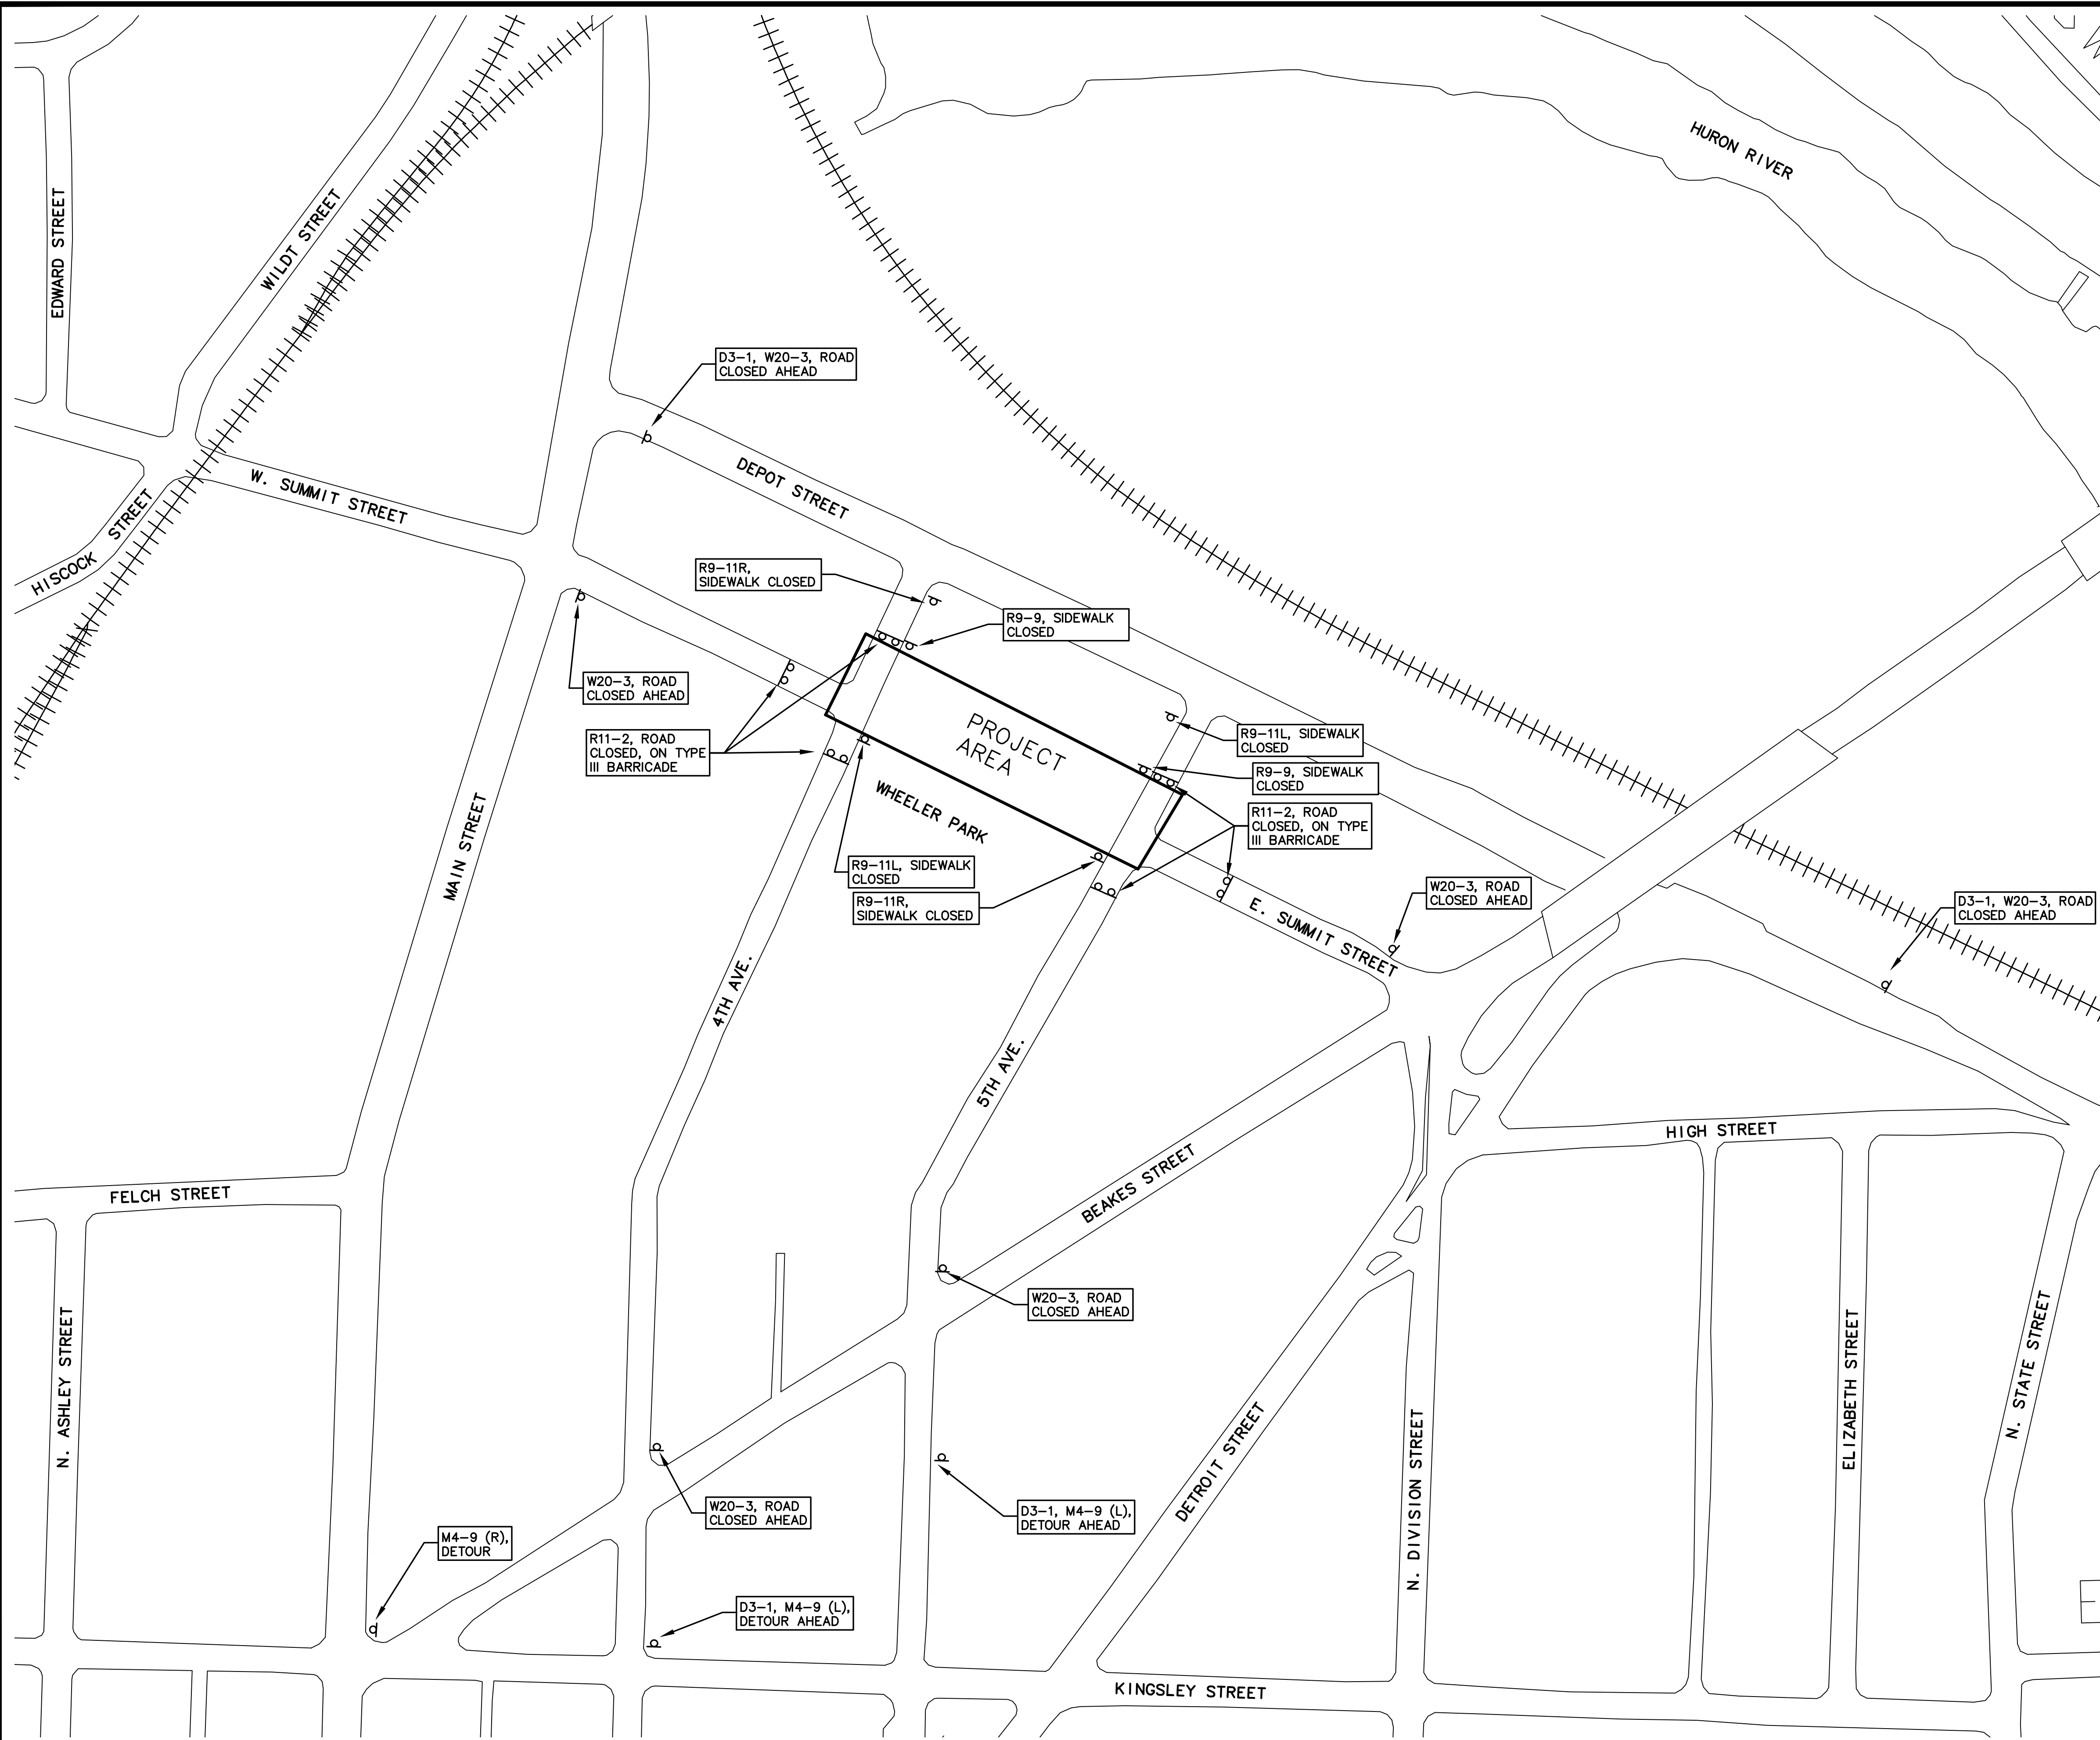 HURON RIVER
EDWARD STREET
WILDT STREET
D3-1, W20-3, ROAD
CLOSED AHEAD
DEPOT STREET
W. SUMMIT STREET
HISCOCK STREET
R9-11R,
SIDEWALK CLOSED
R9-9, SIDEWALK
CLOSED
W20-3, ROAD
CLOSED AHEAD
R11-2, ROAD
CLOSED, ON TYPE
III BARRICADE
PROJECT
AREA
R9-11L, SIDEWALK
CLOSED
R9-9, SIDEWALK
CLOSED
R11-2, ROAD
CLOSED, ON TYPE
III BARRICADE
WHEELER PARK
MAIN STREET
R9-11L, SIDEWALK
CLOSED
R9-11R,
SIDEWALK CLOSED
W20-3, ROAD
CLOSED AHEAD
D3-1, W20-3, ROAD
CLOSED AHEAD
E. SUMMIT STREET
4TH AVE.
5TH AVE.
HIGH STREET
BEAKES STREET
FELCH STREET
W20-3, ROAD
CLOSED AHEAD
N. ASHLEY STREET
ELIZABETH STREET
N. STATE STREET
DETROIT STREET
N. DIVISION STREET
W20-3, ROAD
CLOSED AHEAD
D3-1, M4-9 (L),
DETOUR AHEAD
M4-9 (R),
DETOUR
D3-1, M4-9 (L),
DETOUR AHEAD
KINGSLEY STREET